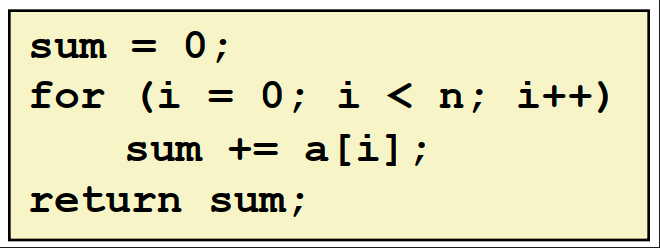 sum = 0;
for (i = 0; i < n; i++)
    sum += a[i];
return sum;